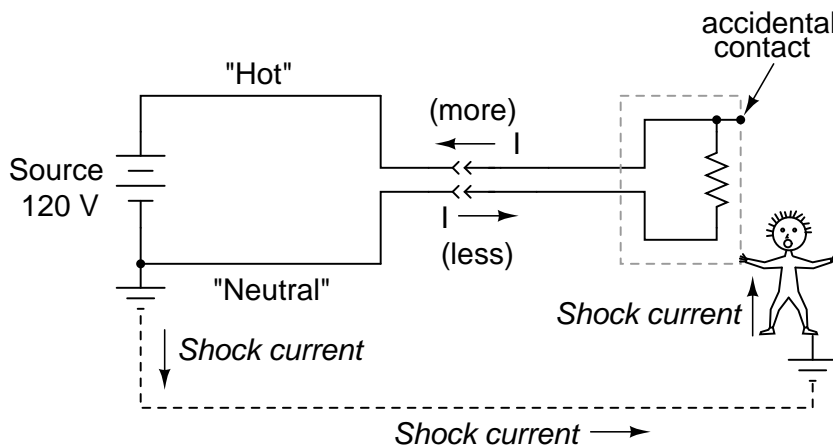 accidental
contact
"Hot"
(more)
I
Source
120 V
I
(less)
"Neutral"
Shock current
Shock current
Shock current